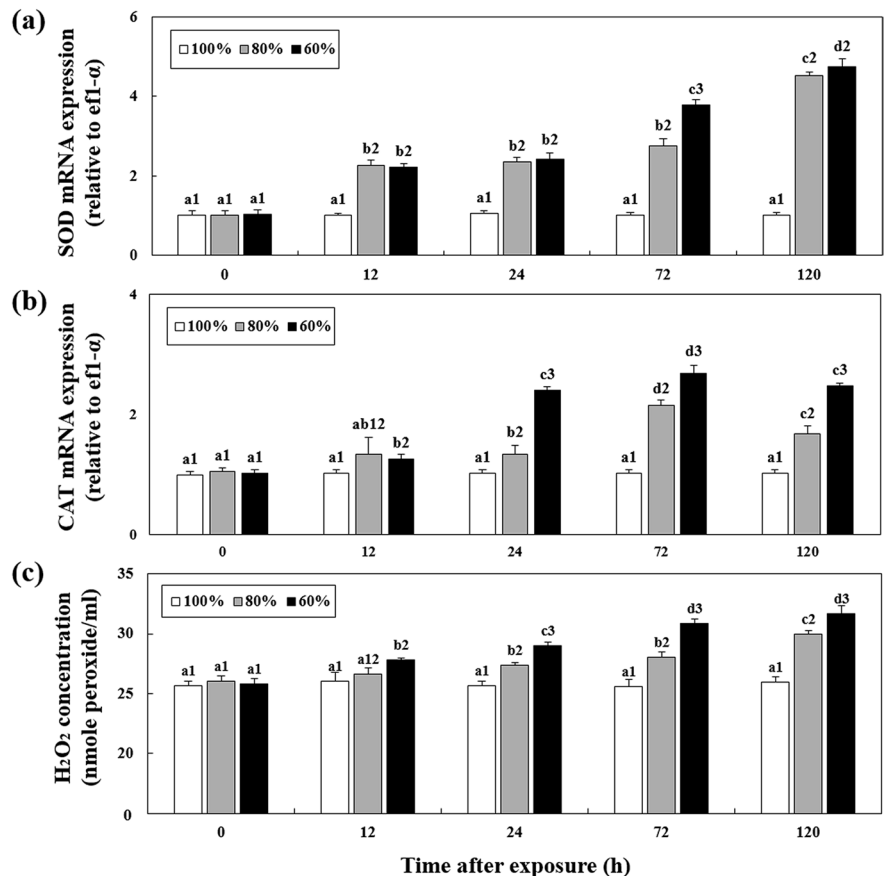 (a)
SOD mRNA expression
(relative to ef1-α)
6
4
2
0
100% 80% 60%
a1 a1 a1 a1 b2 b2 a1 b2 b2 a1 b2 c3 a1 c2 d2
0 12 24 72 120
(b)
CAT mRNA expression
(relative to ef1-α)
4
2
0
100% 80% 60%
a1 a1 a1 a1 ab12 b2 a1 b2 c3 a1 d2 d3 a1 c2 c3
0 12 24 72 120
(c)
H₂O₂ concentration
(nmole peroxide/ml)
35
30
25
20
0
100% 80% 60%
a1 a1 a1 a1 a12 b2 a1 b2 c3 a1 b2 d3 a1 c2 d3
0 12 24 72 120
Time after exposure (h)